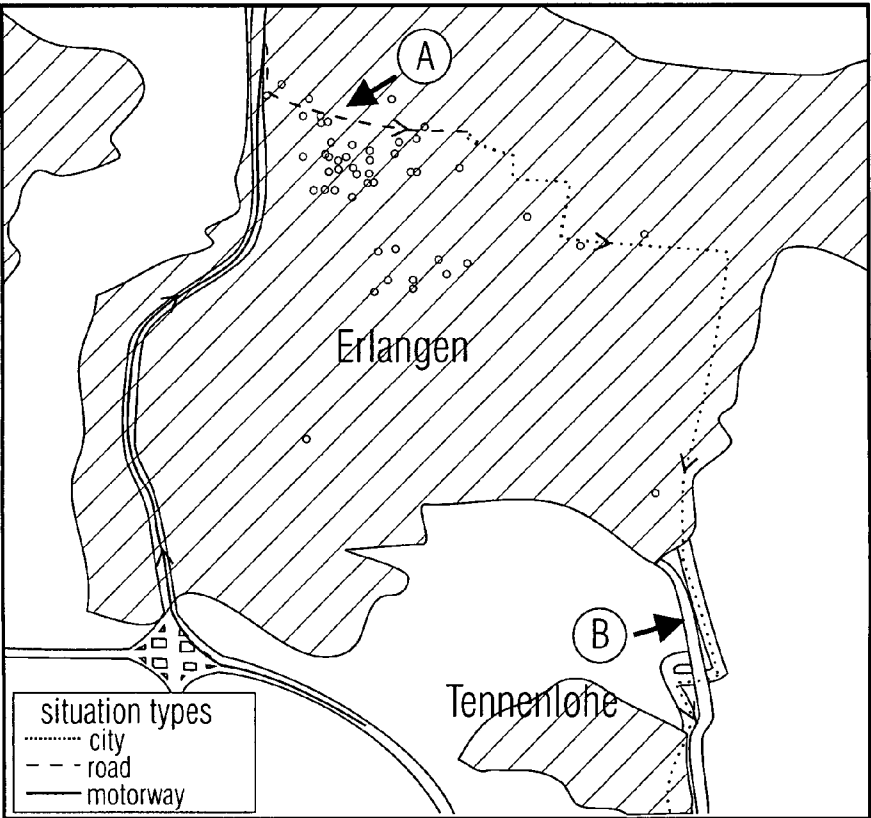 A
Erlangen
B
Tennenlohe
situation types
city
road
motorway